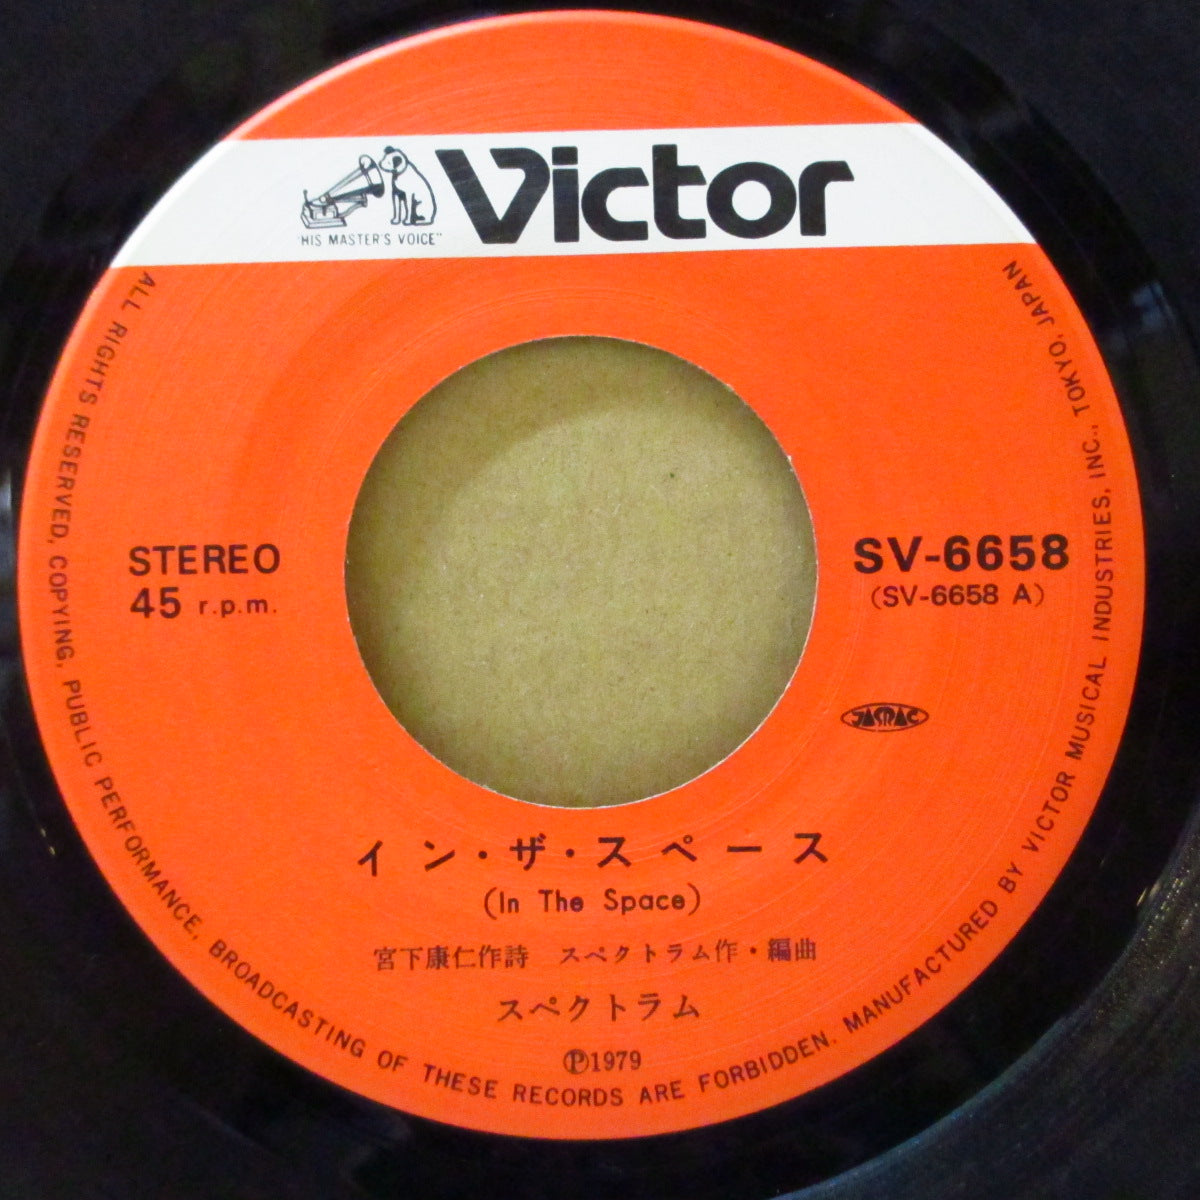 Victor
"HIS MASTER'S VOICE"
STEREO
45 r.p.m.
SV-6658
(SV-6658 A)
JASRAC
イン・ザ・スペース
(In The Space)
宮下康仁作詩 スペクトラム作・編曲
スペクトラム
Ⓟ1979
ALL RIGHTS RESERVED, COPYING, PUBLIC PERFORMANCE, BROADCASTING OF THESE RECORDS ARE FORBIDDEN. MANUFACTURED BY VICTOR MUSICAL INDUSTRIES, INC., TOKYO, JAPAN